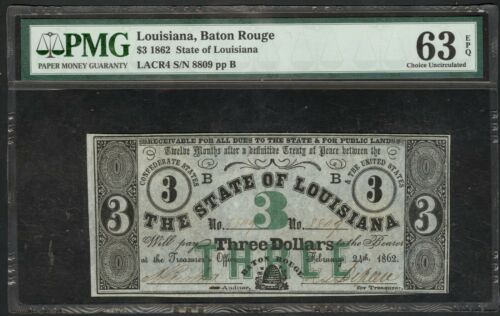 PMG
PAPER MONEY GUARANTY
Louisiana, Baton Rouge
$3 1862 State of Louisiana
LACR4 S/N 8809 pp B
63 EPQ
Choice Uncirculated
RECEIVABLE FOR ALL DUES TO THE STATE & FOR PUBLIC LANDS
Twelve Months after a definitive Treaty of Peace between the
CONFEDERATE STATES B B & THE UNITED STATES
3 3
THE STATE OF LOUISIANA
3 3 3
No. 8809 No. 8809
Will pay Three Dollars to the Bearer
THREE
at the Treasurer's Office February 24th, 1862.
BATON ROUGE
Auditor, for Treasurer.